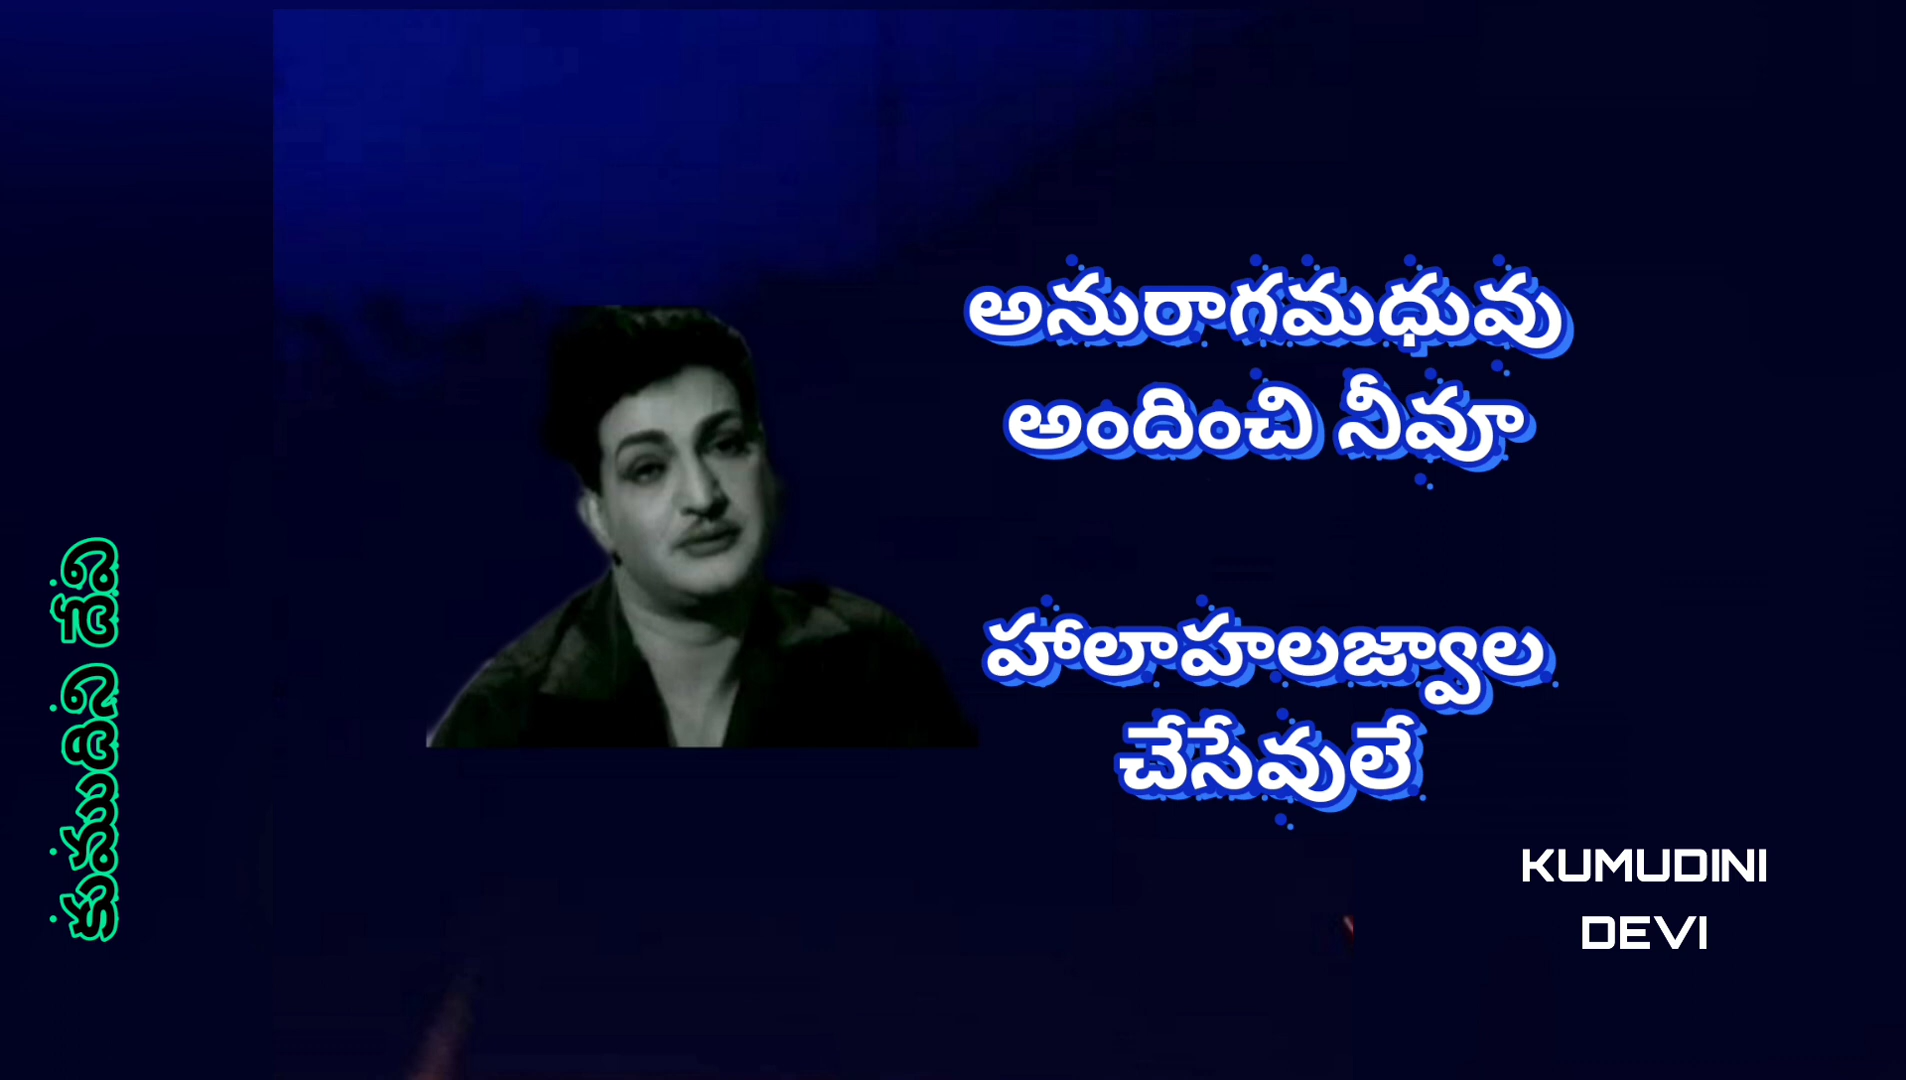 అనురాగమధువు
అందించి నీవూ
హాలాహలజ్వాల
చేసేవులే
KUMUDINI
DEVI
కుముదిని దేవి